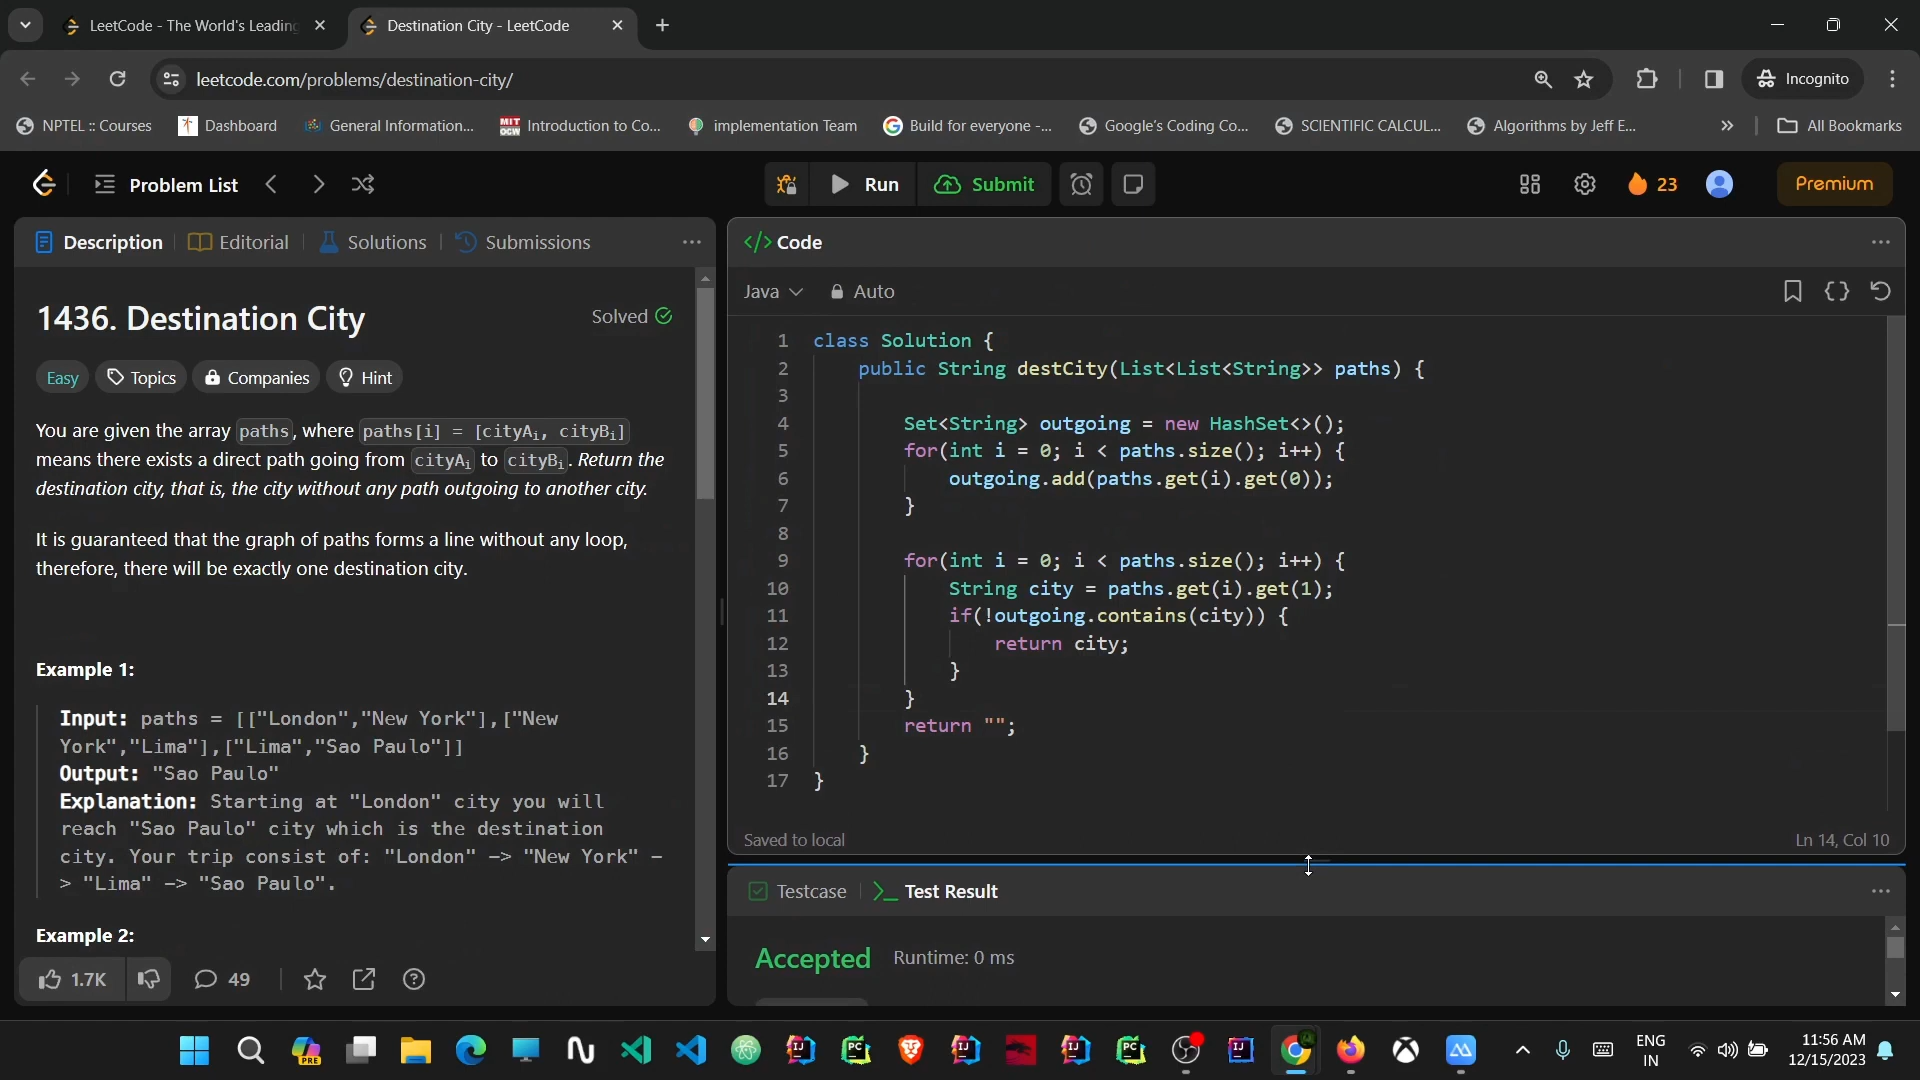 LeetCode - The World's Leading
Destination City - LeetCode
leetcode.com/problems/destination-city/
Incognito
NPTEL :: Courses
Dashboard
General Information...
MIT OCW
Introduction to Co...
implementation Team
Build for everyone -...
Google's Coding Co...
SCIENTIFIC CALCUL...
Algorithms by Jeff E...
All Bookmarks
Problem List
Run
Submit
23
Premium
Description
Editorial
Solutions
Submissions
1436. Destination City
Solved
Easy
Topics
Companies
Hint
You are given the array paths, where paths[i] = [cityAi, cityBi]
means there exists a direct path going from cityAi to cityBi. Return the
destination city, that is, the city without any path outgoing to another city.
It is guaranteed that the graph of paths forms a line without any loop,
therefore, there will be exactly one destination city.
Example 1:
Input: paths = [["London","New York"],["New
York","Lima"],["Lima","Sao Paulo"]]
Output: "Sao Paulo"
Explanation: Starting at "London" city you will
reach "Sao Paulo" city which is the destination
city. Your trip consist of: "London" -> "New York" -
> "Lima" -> "Sao Paulo".
Example 2:
1.7K
49
</> Code
Java
Auto
1 class Solution {
2 public String destCity(List<List<String>> paths) {
3
4 Set<String> outgoing = new HashSet<>();
5 for(int i = 0; i < paths.size(); i++) {
6 outgoing.add(paths.get(i).get(0));
7 }
8
9 for(int i = 0; i < paths.size(); i++) {
10 String city = paths.get(i).get(1);
11 if(!outgoing.contains(city)) {
12 return city;
13 }
14 }
15 return "";
16 }
17 }
Saved to local
Ln 14, Col 10
Testcase
Test Result
Accepted
Runtime: 0 ms
PRE
IJ
PC
IJ
IJ
PC
IJ
ENG
IN
11:56 AM
12/15/2023